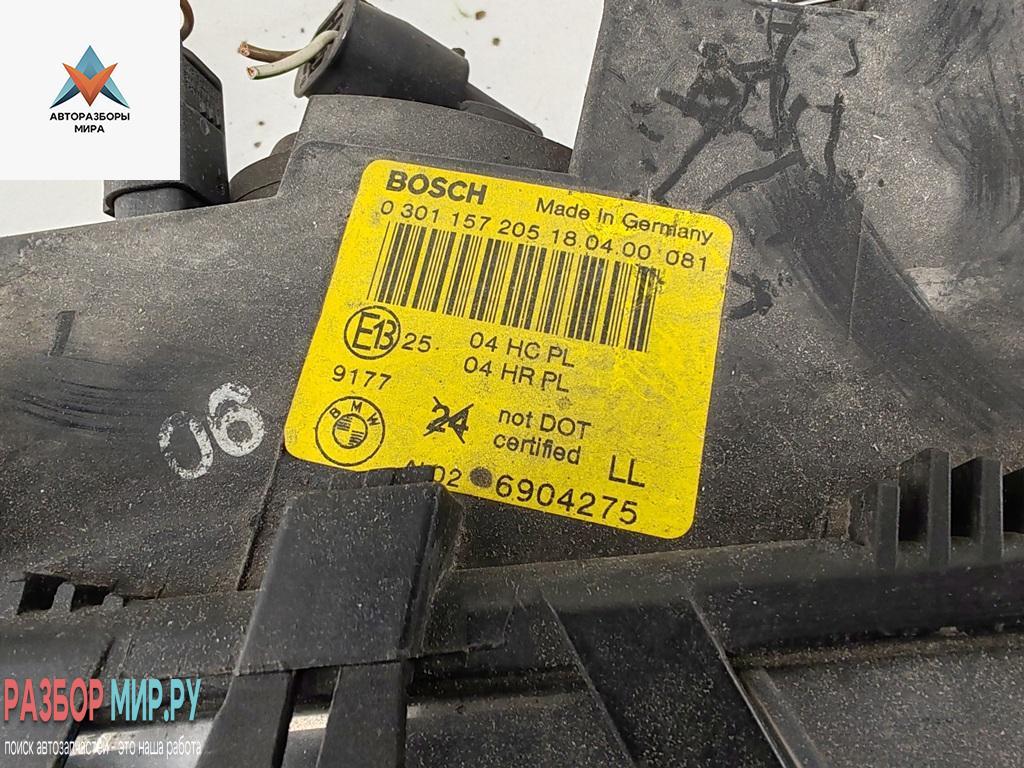 АВТОРАЗБОРЫ
МИРА
BOSCH Made in Germany
0 301 157 205 18.04.00 081
E13 25. 04 HC PL
04 HR PL
9177
BMW
24 not DOT
certified LL
02 6904275
06
РАЗБОР МИР.РУ
поиск автозапчастей - это наша работа